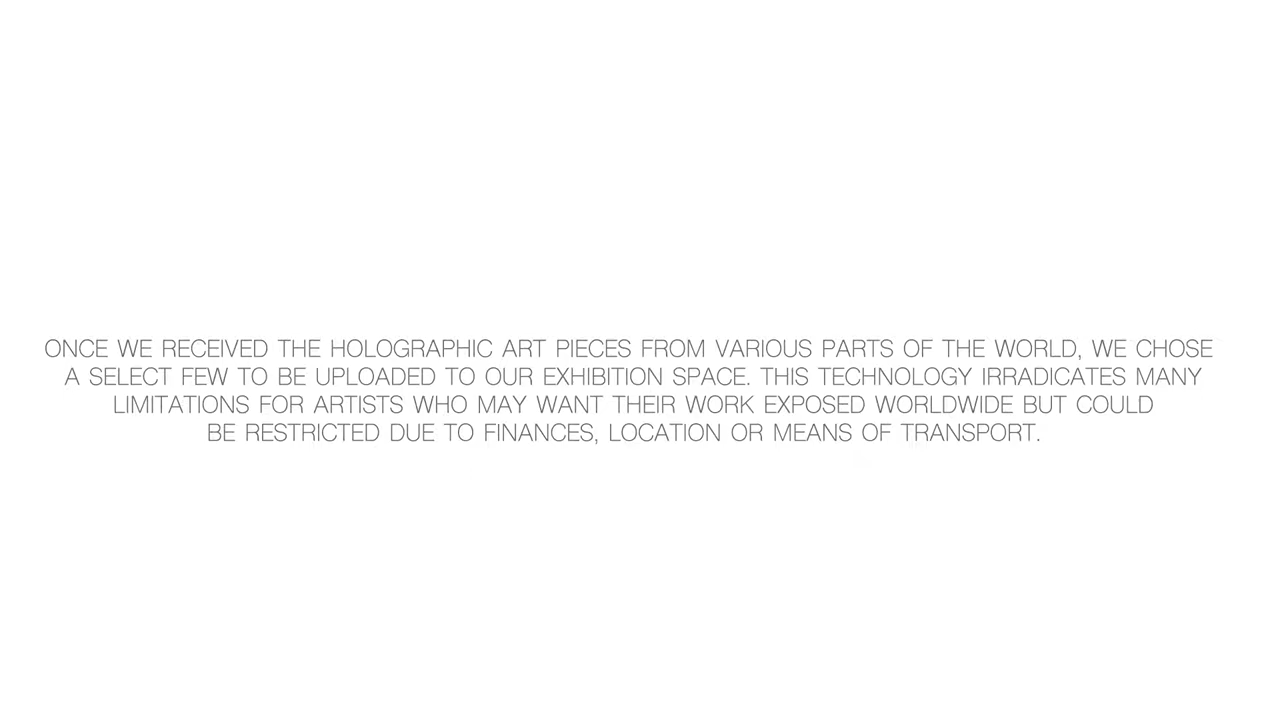 ONCE WE RECEIVED THE HOLOGRAPHIC ART PIECES FROM VARIOUS PARTS OF THE WORLD, WE CHOSE
A SELECT FEW TO BE UPLOADED TO OUR EXHIBITION SPACE. THIS TECHNOLOGY IRRADICATES MANY
LIMITATIONS FOR ARTISTS WHO MAY WANT THEIR WORK EXPOSED WORLDWIDE BUT COULD
BE RESTRICTED DUE TO FINANCES, LOCATION OR MEANS OF TRANSPORT.